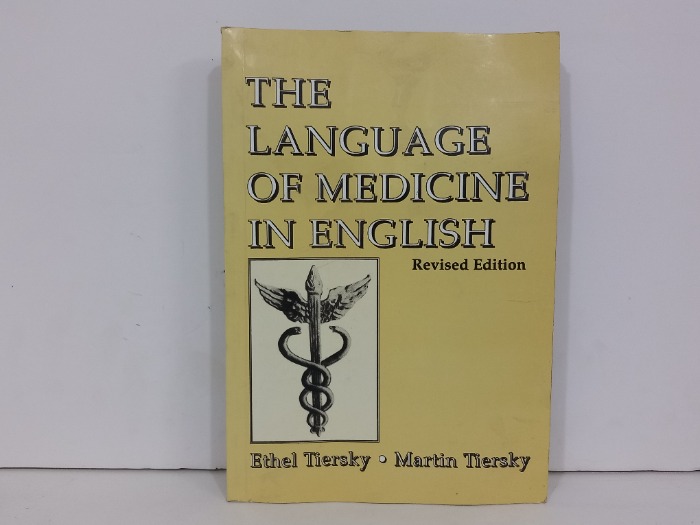 THE
LANGUAGE
OF MEDICINE
IN ENGLISH
Revised Edition
Ethel Tiersky • Martin Tiersky